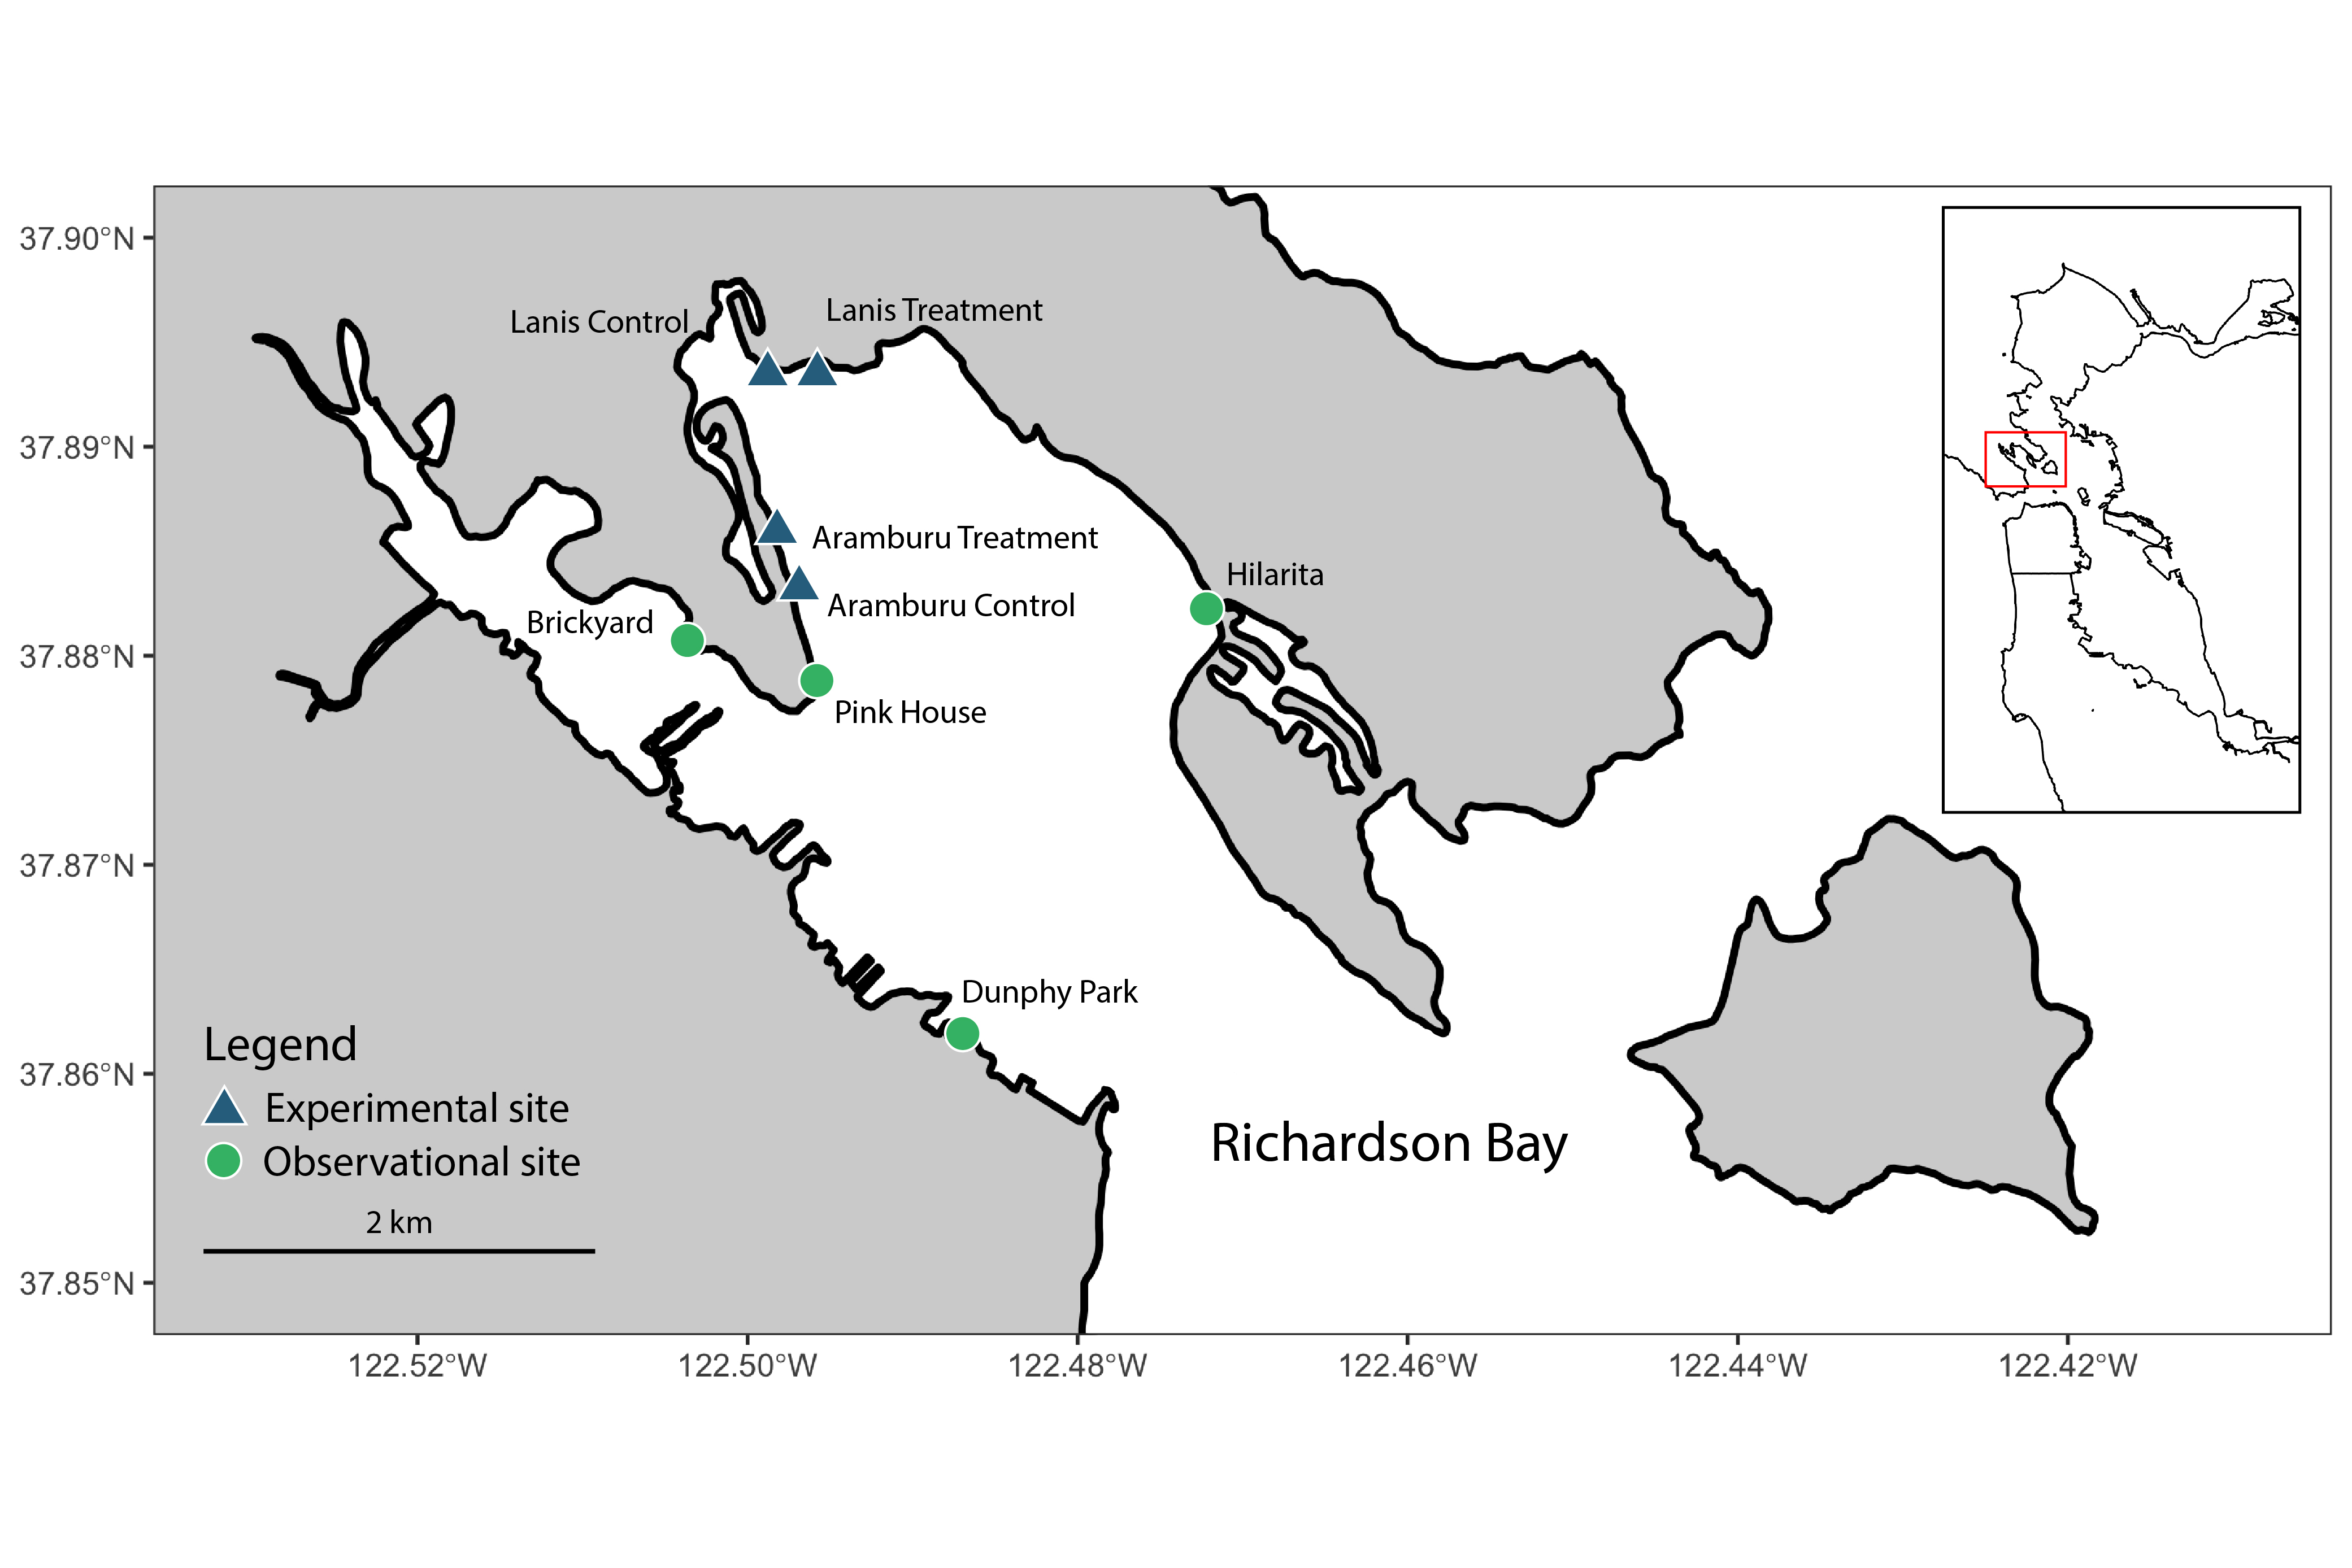 37.90°N
37.89°N
37.88°N
37.87°N
37.86°N
37.85°N
Lanis Control
Lanis Treatment
Aramburu Treatment
Aramburu Control
Hilarita
Brickyard
Pink House
Dunphy Park
Richardson Bay
Legend
Experimental site
Observational site
2 km
122.52°W
122.50°W
122.48°W
122.46°W
122.44°W
122.42°W